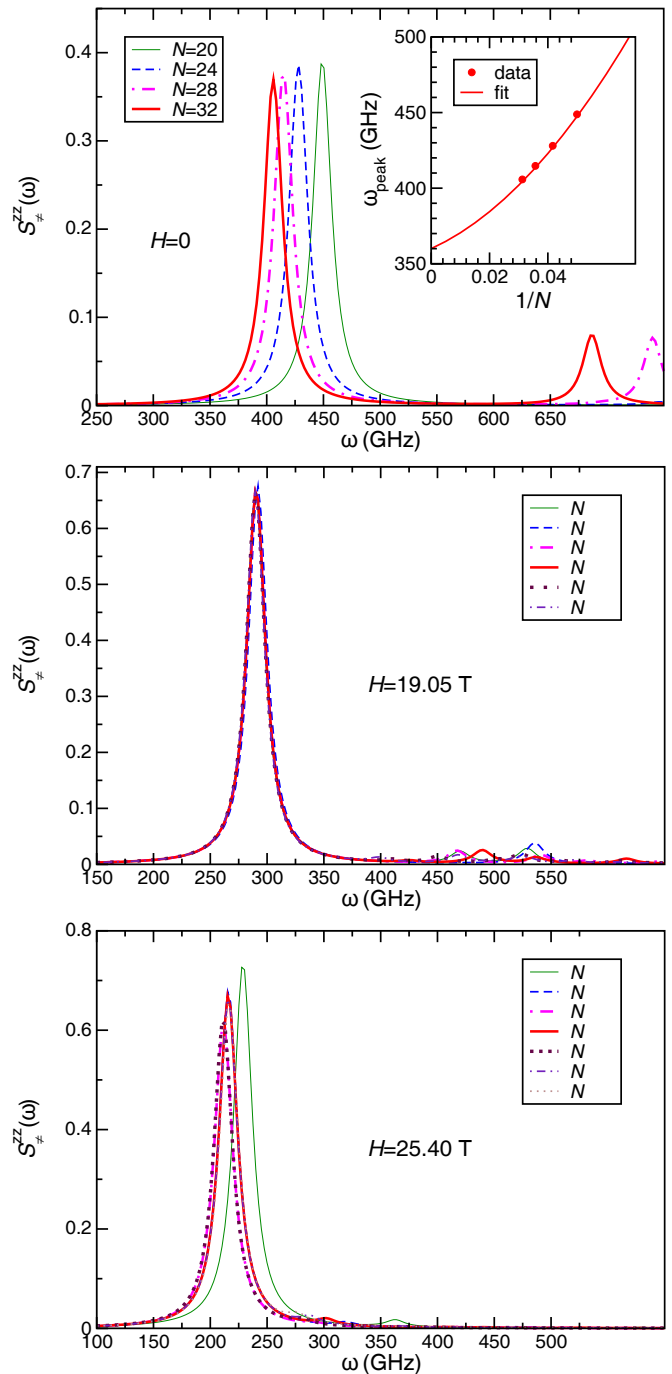 0.4
0.3
0.2
0.1
0
S≠^zz(ω)
N=20
N=24
N=28
N=32
H=0
500
450
400
350
ω_peak (GHz)
data
fit
0 0.02 0.04
1/N
250 300 350 400 450 500 550 600 650
ω (GHz)
0.7
0.6
0.5
0.4
0.3
0.2
0.1
0
S≠^zz(ω)
N
N
N
N
N
N
H=19.05 T
150 200 250 300 350 400 450 500 550
ω (GHz)
0.8
0.6
0.4
0.2
0
S≠^zz(ω)
N
N
N
N
N
N
N
H=25.40 T
100 150 200 250 300 350 400 450 500
ω (GHz)